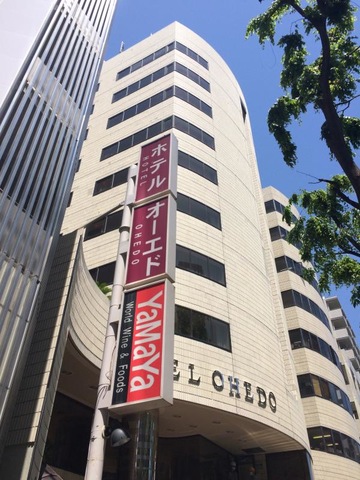 ホテル
HOTEL
オーエド
OHEDO
YaMaYa
World Wine & Foods
EL OHEDO